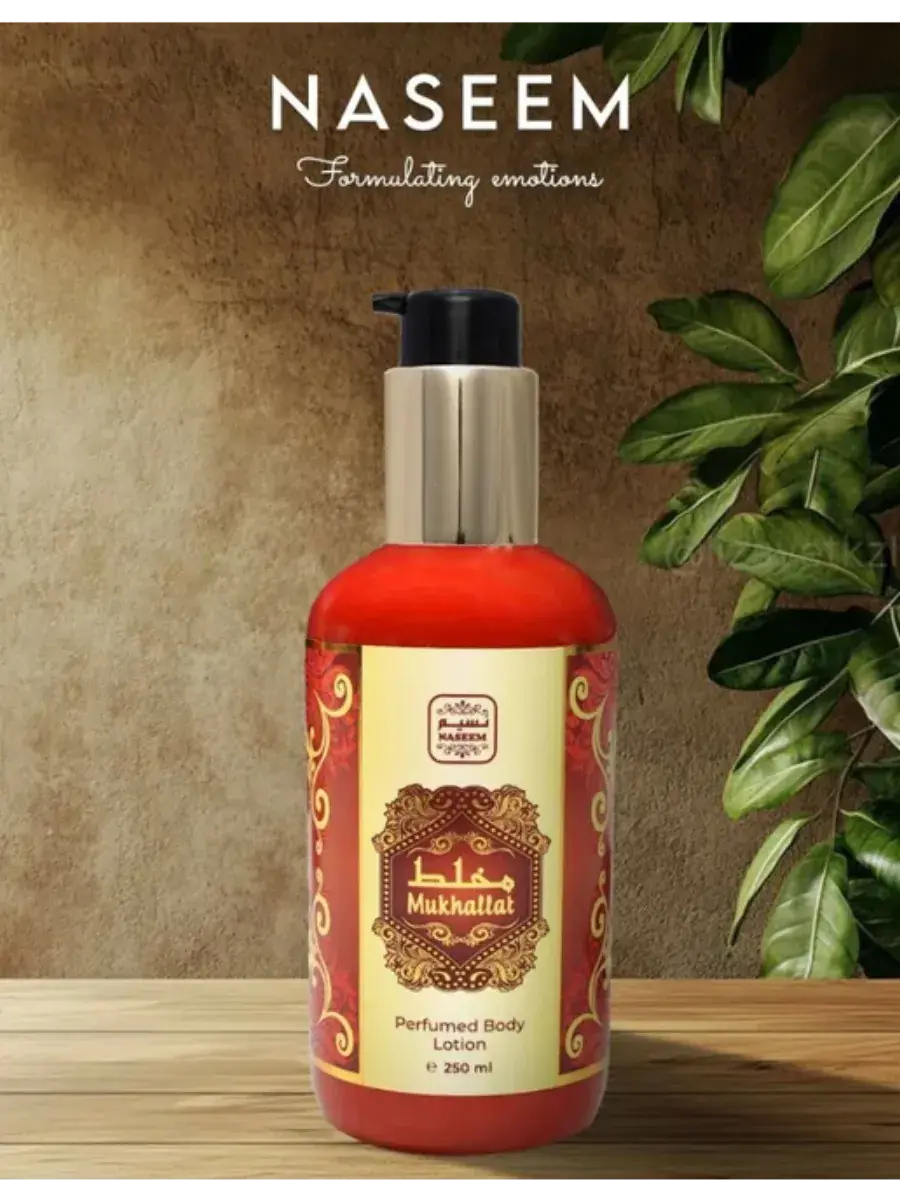 NASEEM
Formulating emotions
نسيم
NASEEM
مخلط
Mukhallat
Perfumed Body
Lotion
℮ 250 ml